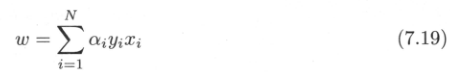 w = \sum_{i=1}^{N} \alpha_i y_i x_i (7.19)